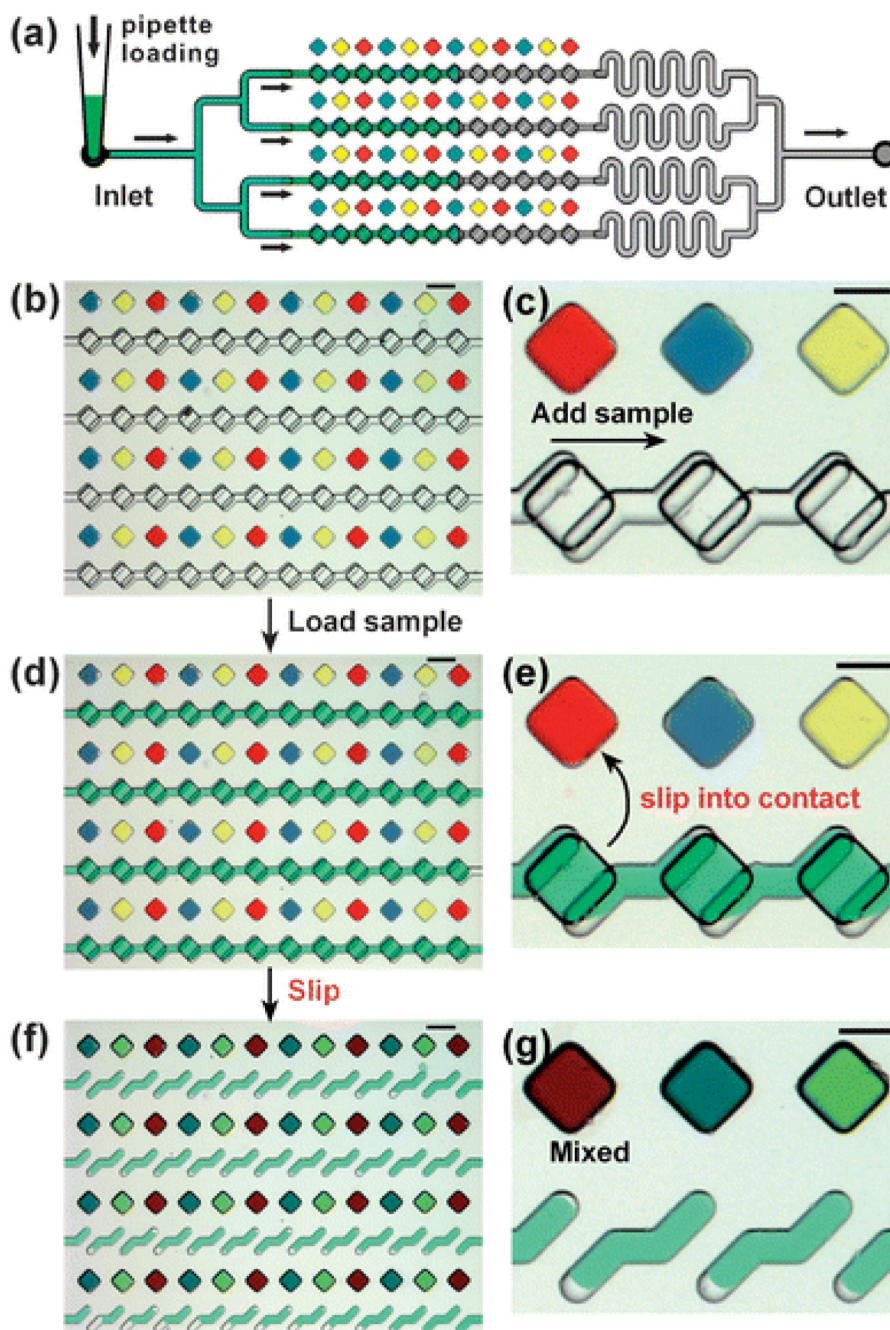 (a)
pipette
loading
Inlet
Outlet
(b)
(c)
Add sample
Load sample
(d)
(e)
slip into contact
Slip
(f)
(g)
Mixed